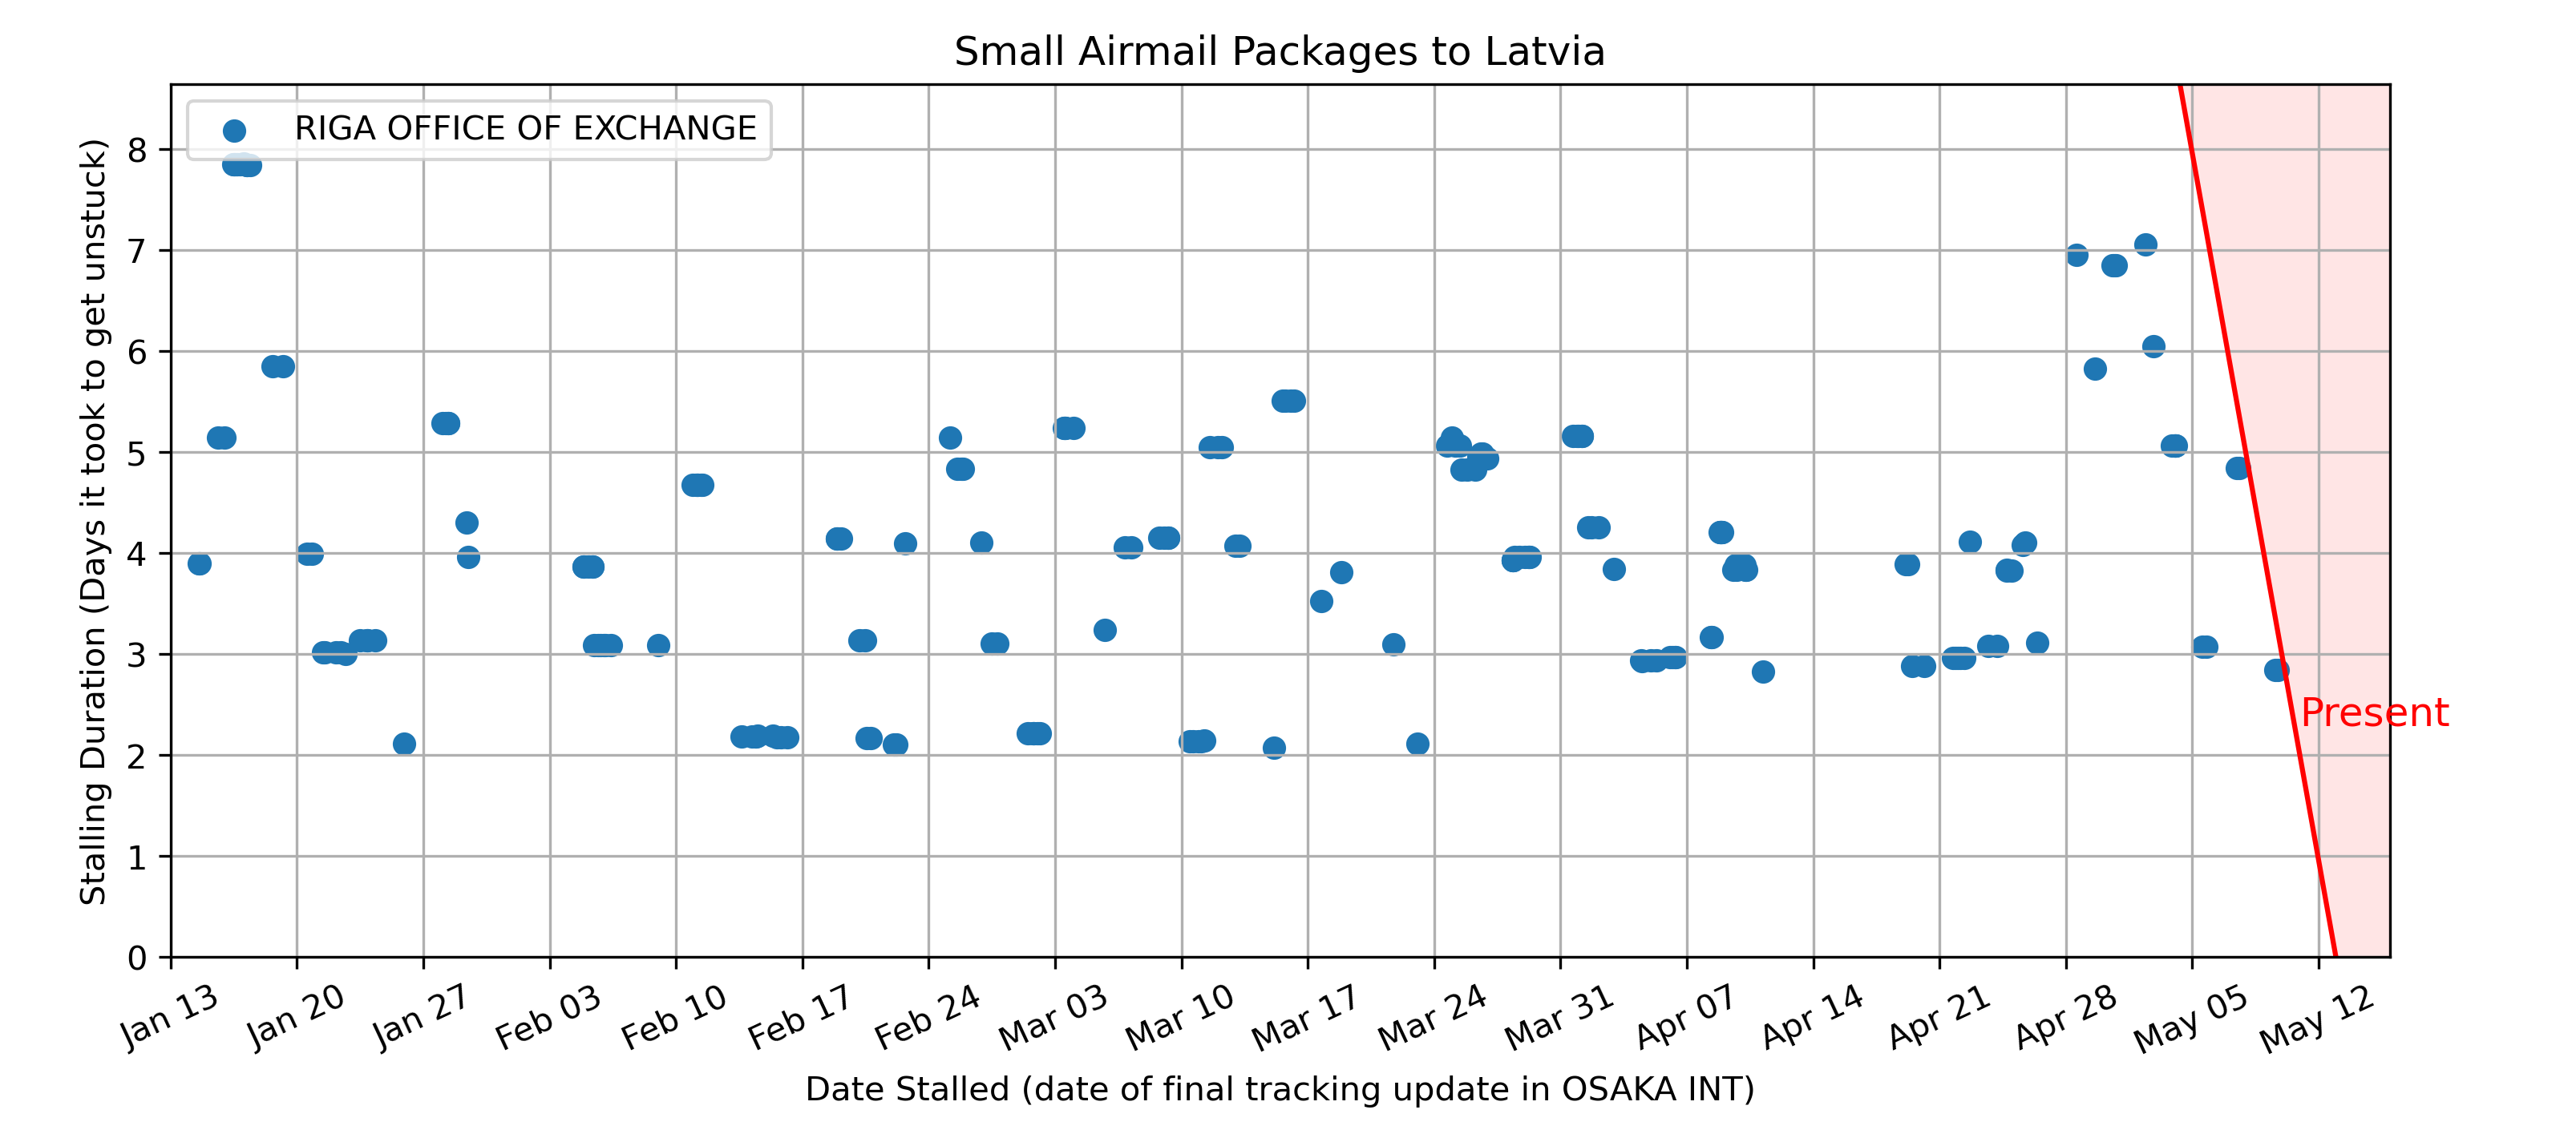 Small Airmail Packages to Latvia
RIGA OFFICE OF EXCHANGE
Stalling Duration (Days it took to get unstuck)
8
7
6
5
4
3
2
1
0
Present
Jan 13 Jan 20 Jan 27 Feb 03 Feb 10 Feb 17 Feb 24 Mar 03 Mar 10 Mar 17 Mar 24 Mar 31 Apr 07 Apr 14 Apr 21 Apr 28 May 05 May 12
Date Stalled (date of final tracking update in OSAKA INT)